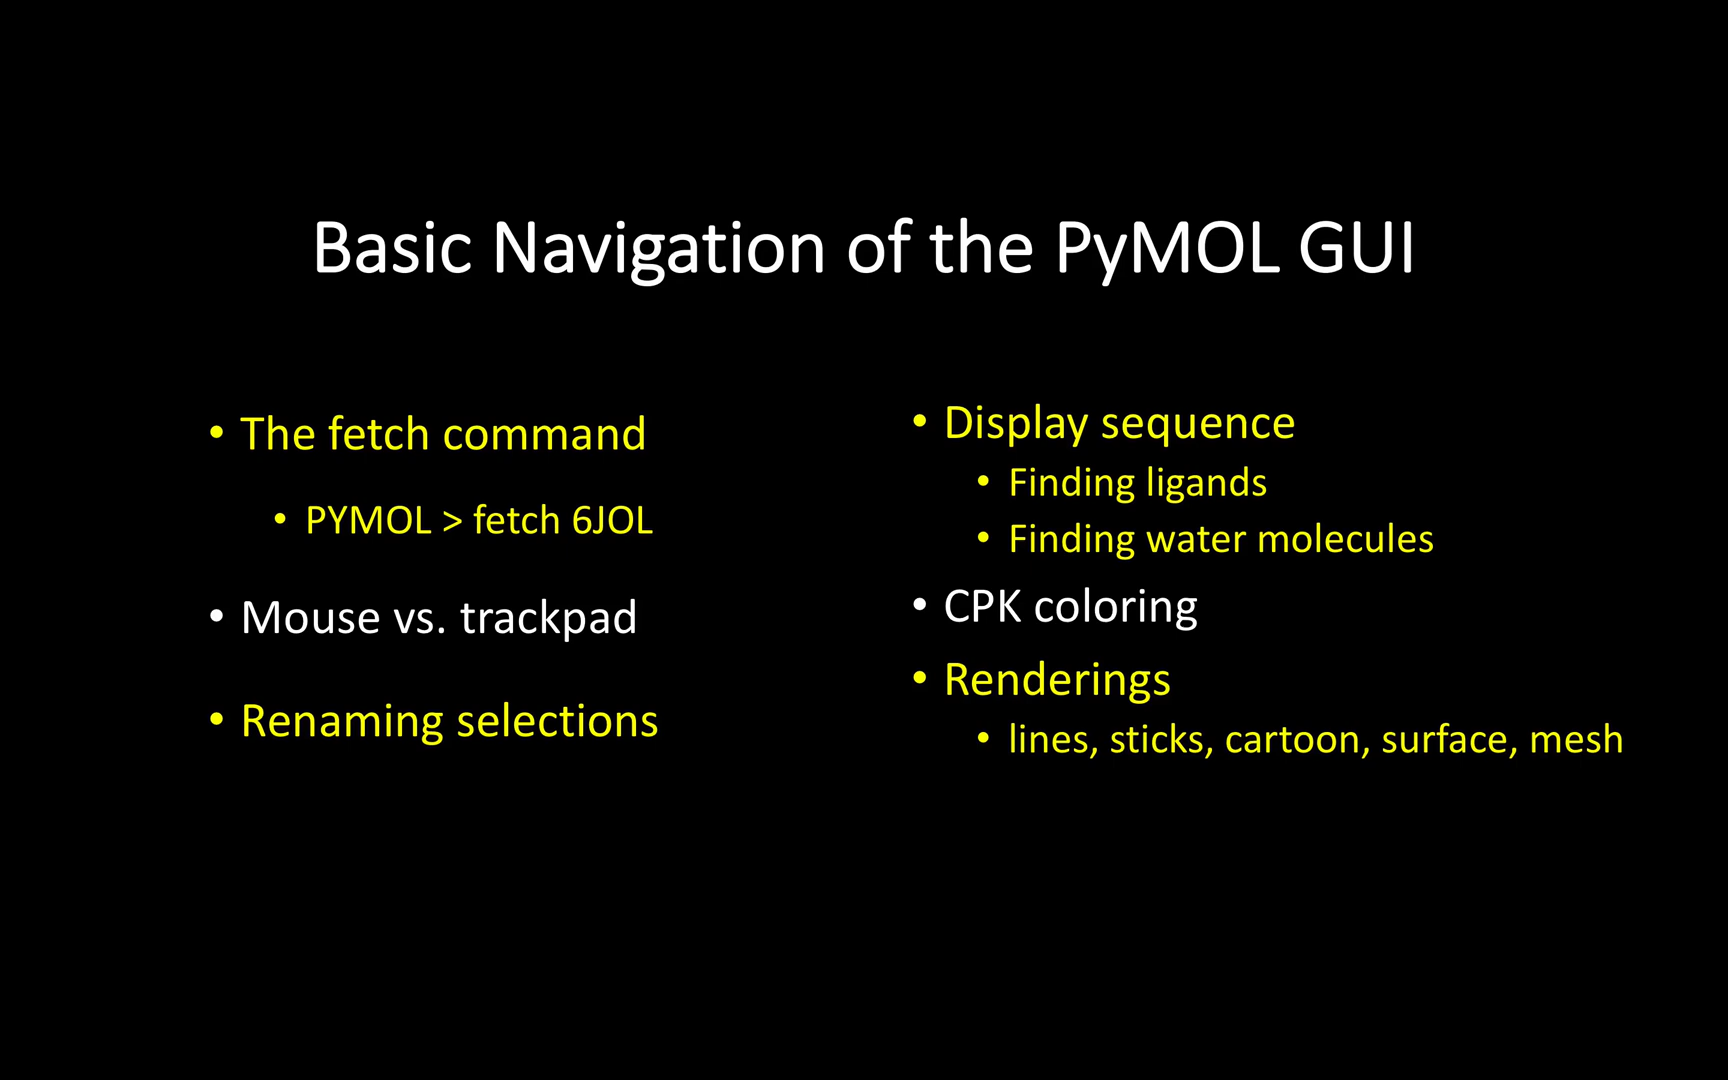 Basic Navigation of the PyMOL GUI
• The fetch command
• PYMOL > fetch 6JOL
• Mouse vs. trackpad
• Renaming selections
• Display sequence
• Finding ligands
• Finding water molecules
• CPK coloring
• Renderings
• lines, sticks, cartoon, surface, mesh